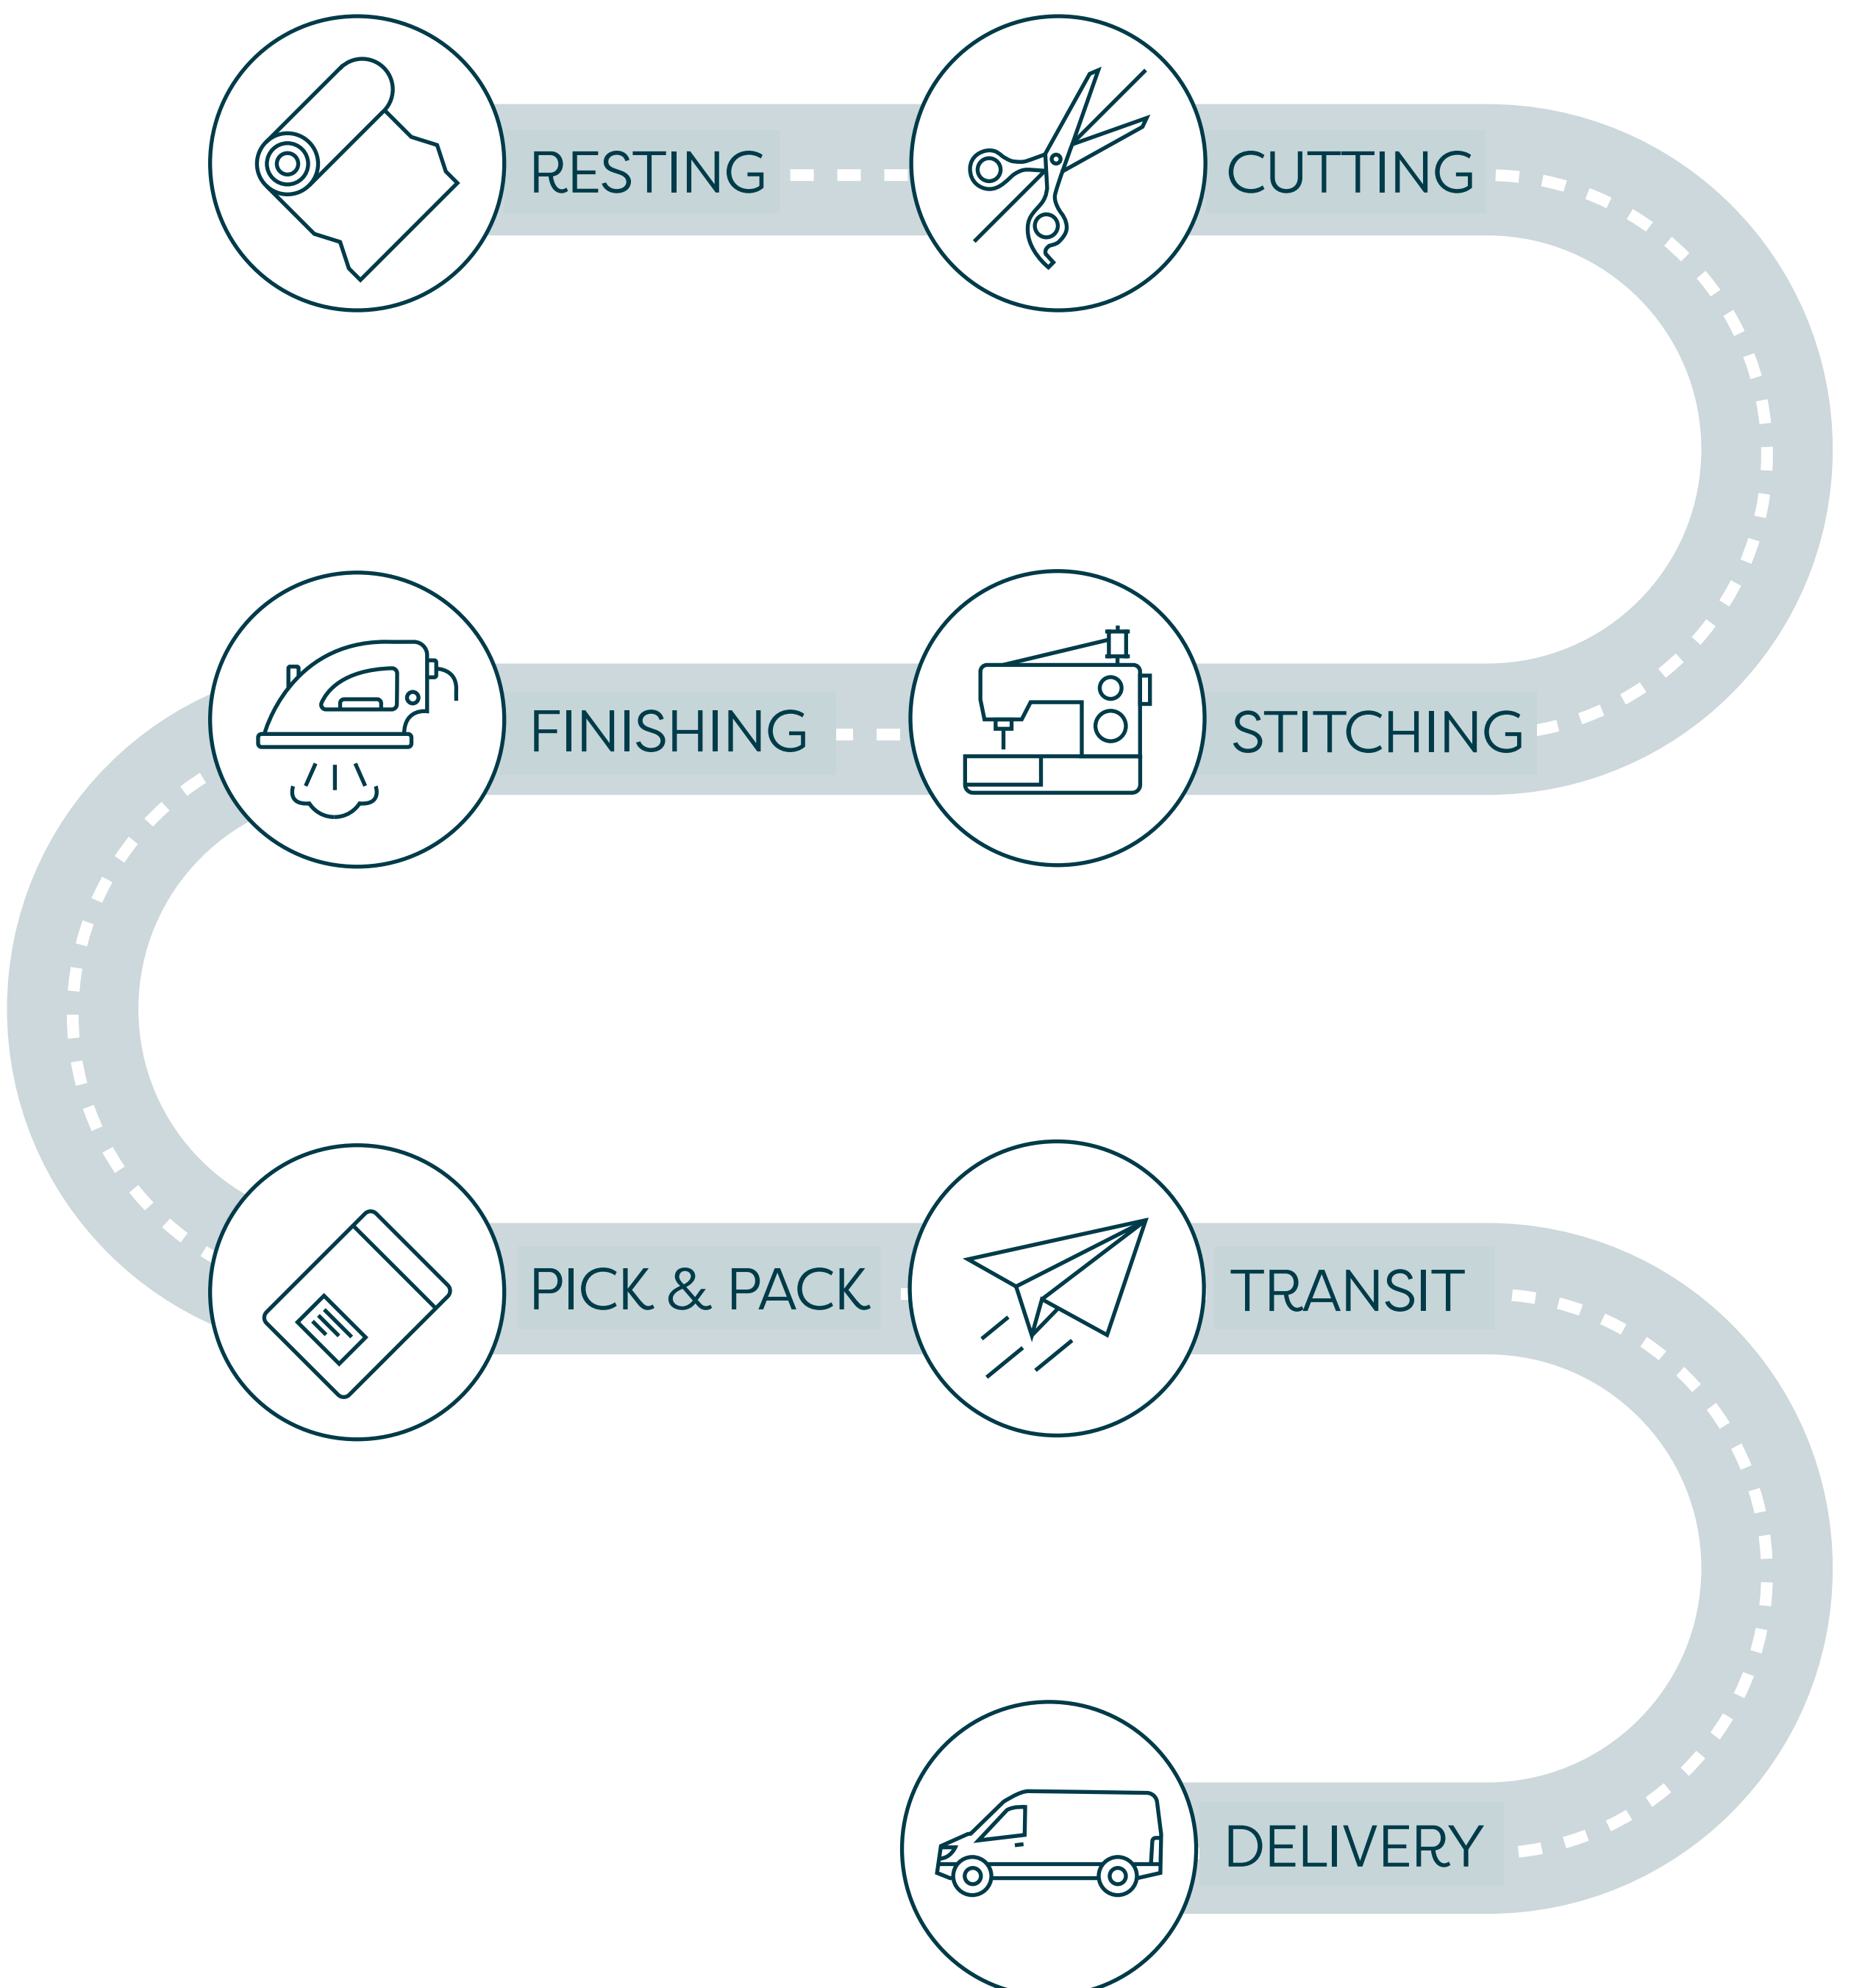 RESTING
CUTTING
FINISHING
STITCHING
PICK & PACK
TRANSIT
DELIVERY